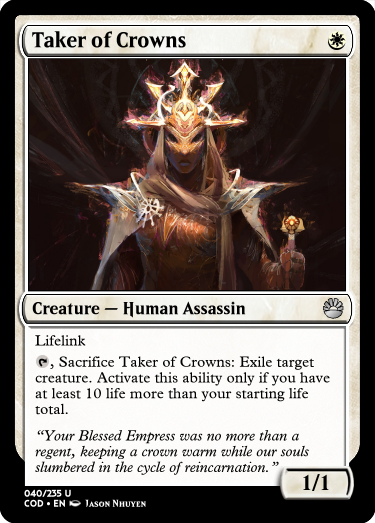 Taker of Crowns
Creature — Human Assassin
Lifelink
, Sacrifice Taker of Crowns: Exile target
creature. Activate this ability only if you have
at least 10 life more than your starting life
total.
“Your Blessed Empress was no more than a
regent, keeping a crown warm while our souls
slumbered in the cycle of reincarnation.”
1/1
040/235 U
COD • EN Jason Nhuyen